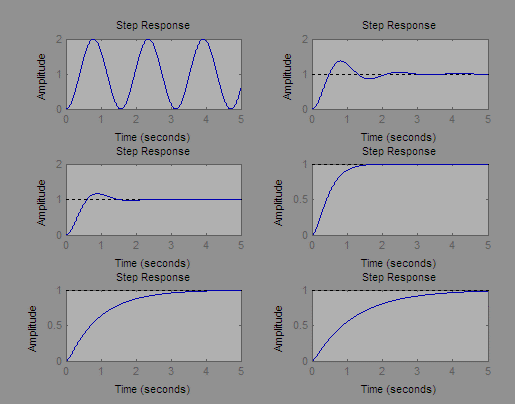 Step Response
Amplitude
2
1
0
0 1 2 3 4 5
Time (seconds)
Step Response
Amplitude
2
1
0
0 1 2 3 4 5
Time (seconds)
Step Response
Amplitude
2
1
0
0 1 2 3 4 5
Time (seconds)
Step Response
Amplitude
1
0.5
0
0 1 2 3 4 5
Time (seconds)
Step Response
Amplitude
1
0.5
0
0 1 2 3 4 5
Time (seconds)
Step Response
Amplitude
1
0.5
0
0 1 2 3 4 5
Time (seconds)